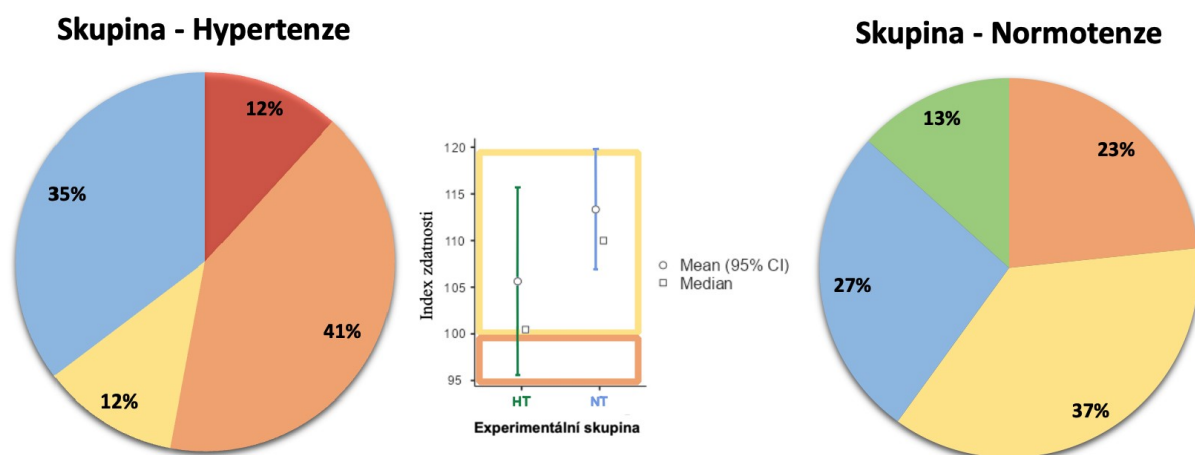 Skupina - Hypertenze
12%
35%
41%
12%
Index zdatnosti
120
115
110
105
100
95
HT
NT
Experimentální skupina
Mean (95% CI)
Median
Skupina - Normotenze
13%
23%
27%
37%